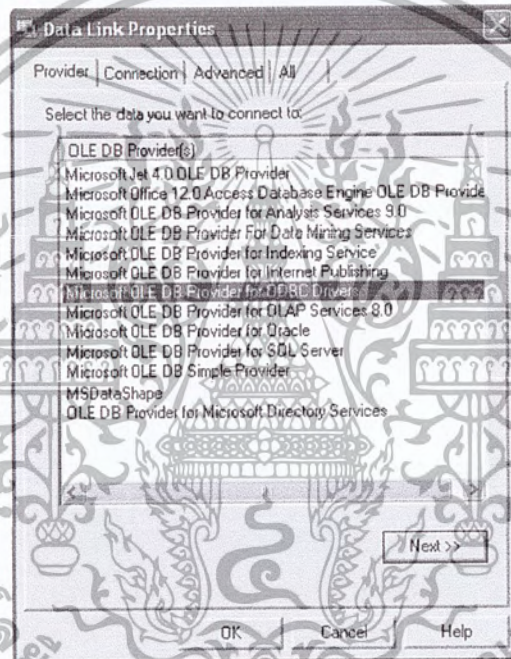 Data Link Properties
Provider Connection Advanced All
Select the data you want to connect to:
OLE DB Provider(s)
Microsoft Jet 4.0 OLE DB Provider
Microsoft Office 12.0 Access Database Engine OLE DB Provide
Microsoft OLE DB Provider for Analysis Services 9.0
Microsoft OLE DB Provider For Data Mining Services
Microsoft OLE DB Provider for Indexing Service
Microsoft OLE DB Provider for Internet Publishing
Microsoft OLE DB Provider for ODBC Drivers
Microsoft OLE DB Provider for OLAP Services 8.0
Microsoft OLE DB Provider for Oracle
Microsoft OLE DB Provider for SQL Server
Microsoft OLE DB Simple Provider
MSDataShape
OLE DB Provider for Microsoft Directory Services
Next >>
OK Cancel Help